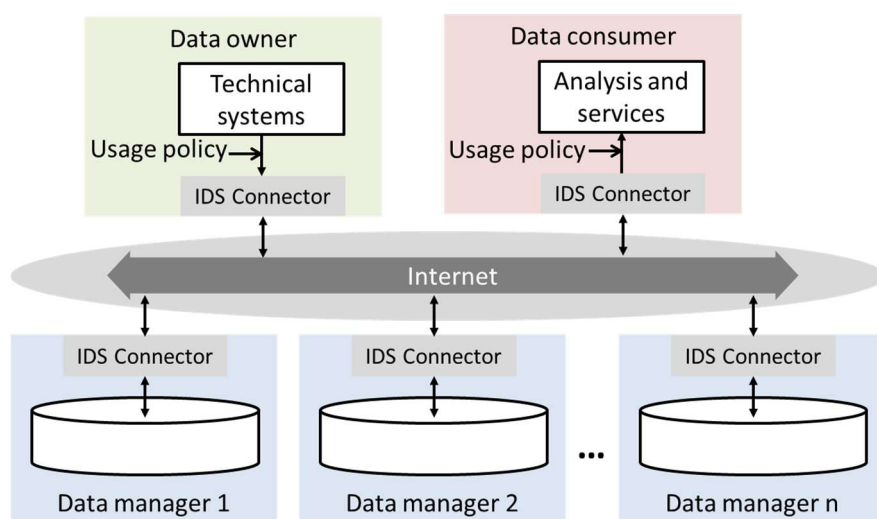 Data owner
Technical
systems
Usage policy
IDS Connector
Data consumer
Analysis and
services
Usage policy
IDS Connector
Internet
IDS Connector
Data manager 1
IDS Connector
Data manager 2
...
IDS Connector
Data manager n